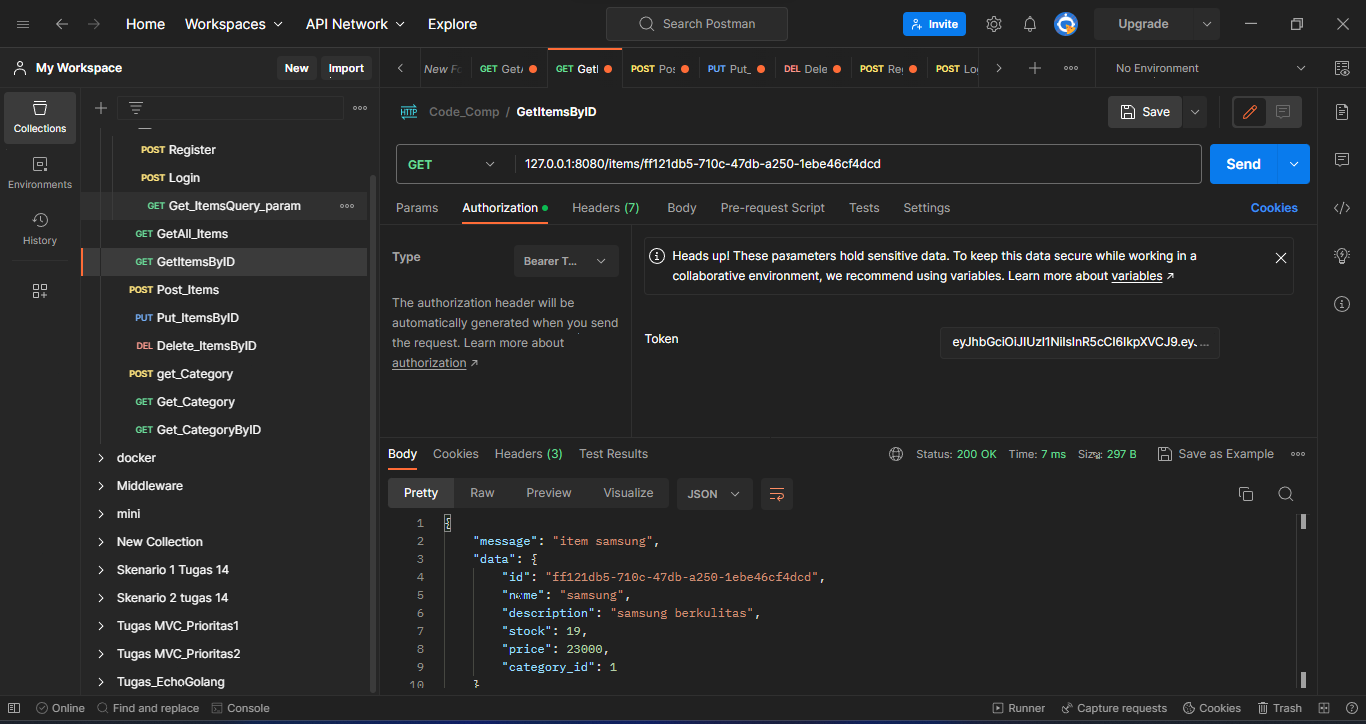 Home Workspaces API Network Explore Search Postman Invite Upgrade
My Workspace New Import
New Fo GET GetA GET GetI POST Pos PUT Put_ DEL Dele POST Reg POST Log No Environment
Collections
Environments
History
POST Register
POST Login
GET Get_ItemsQuery_param
GET GetAll_Items
GET GetItemsByID
POST Post_Items
PUT Put_ItemsByID
DEL Delete_ItemsByID
POST get_Category
GET Get_Category
GET Get_CategoryByID
docker
Middleware
mini
New Collection
Skenario 1 Tugas 14
Skenario 2 tugas 14
Tugas MVC_Prioritas1
Tugas MVC_Prioritas2
Tugas_EchoGolang
HTTP Code_Comp / GetItemsByID Save
GET 127.0.0.1:8080/items/ff121db5-710c-47db-a250-1ebe46cf4dcd Send
Params Authorization Headers (7) Body Pre-request Script Tests Settings Cookies
Type Bearer T...
The authorization header will be
automatically generated when you send
the request. Learn more about
authorization ↗
Heads up! These parameters hold sensitive data. To keep this data secure while working in a
collaborative environment, we recommend using variables. Learn more about variables ↗
Token eyJhbGciOiJIUzI1NiIsInR5cCI6IkpXVCJ9.eyJ...
Body Cookies Headers (3) Test Results Status: 200 OK Time: 7 ms Size: 297 B Save as Example
Pretty Raw Preview Visualize JSON
1 {
2 "message": "item samsung",
3 "data": {
4 "id": "ff121db5-710c-47db-a250-1ebe46cf4dcd",
5 "name": "samsung",
6 "description": "samsung berkulitas",
7 "stock": 19,
8 "price": 23000,
9 "category_id": 1
10 }
Online Find and replace Console Runner Capture requests Cookies Trash